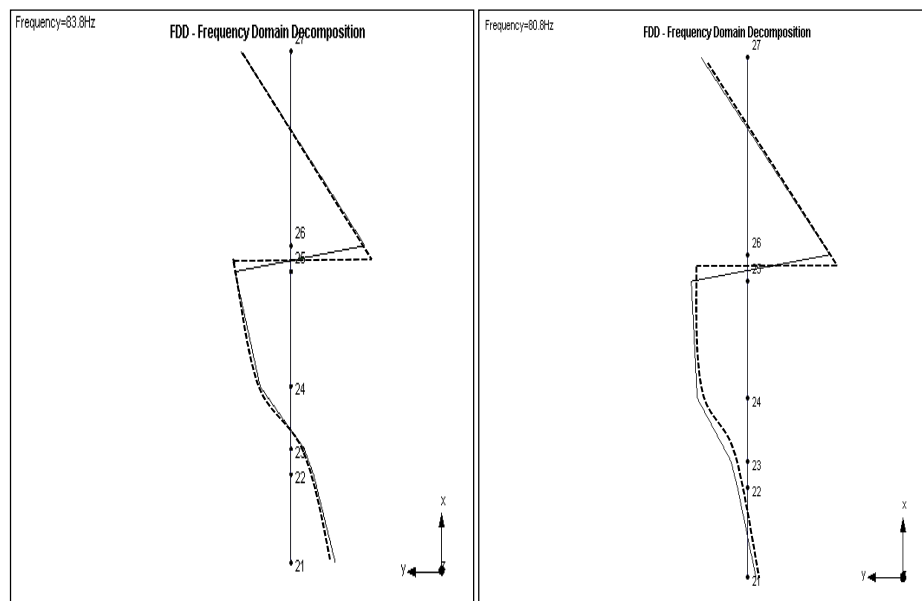 Frequency=83.8Hz
FDD - Frequency Domain Decomposition
27
26
25
24
23
22
21
x
y
z
Frequency=80.8Hz
FDD - Frequency Domain Decomposition
27
26
25
24
23
22
21
x
y